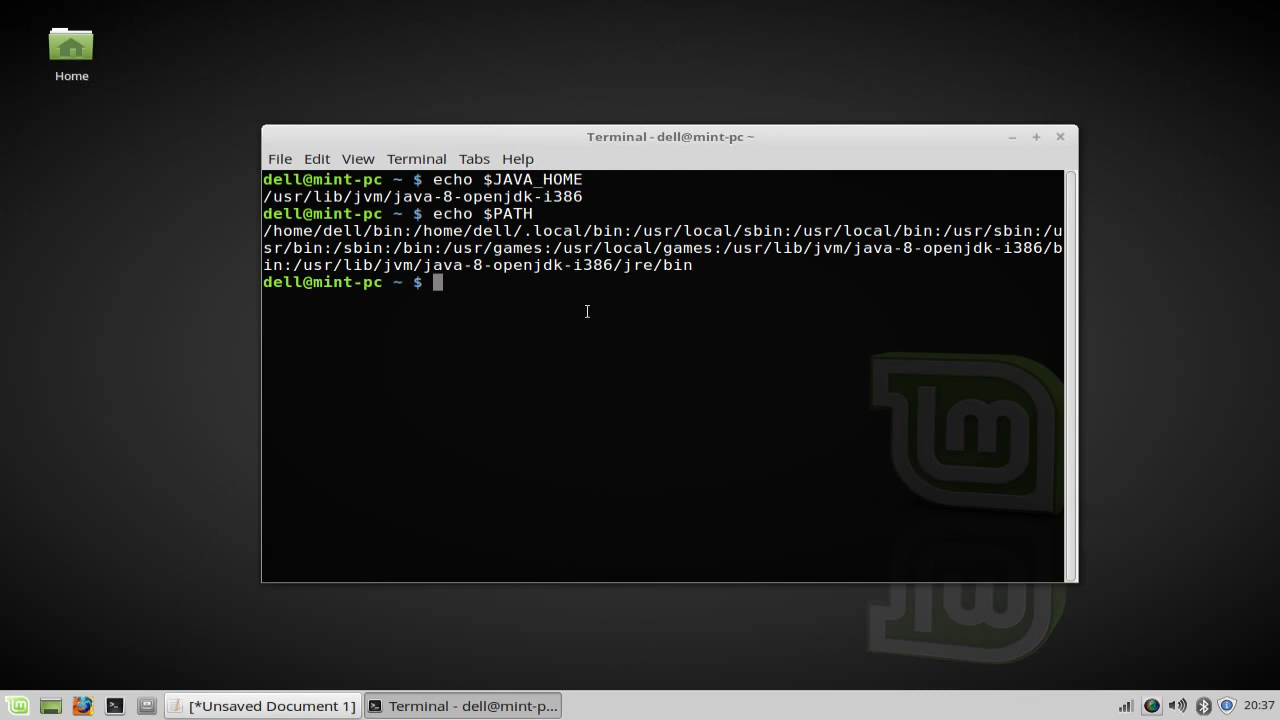 Home
Terminal - dell@mint-pc ~
File Edit View Terminal Tabs Help
dell@mint-pc ~ $ echo $JAVA_HOME
/usr/lib/jvm/java-8-openjdk-i386
dell@mint-pc ~ $ echo $PATH
/home/dell/bin:/home/dell/.local/bin:/usr/local/sbin:/usr/local/bin:/usr/sbin:/u
sr/bin:/sbin:/bin:/usr/games:/usr/local/games:/usr/lib/jvm/java-8-openjdk-i386/b
in:/usr/lib/jvm/java-8-openjdk-i386/jre/bin
dell@mint-pc ~ $
[*Unsaved Document 1] Terminal - dell@mint-p... 20:37